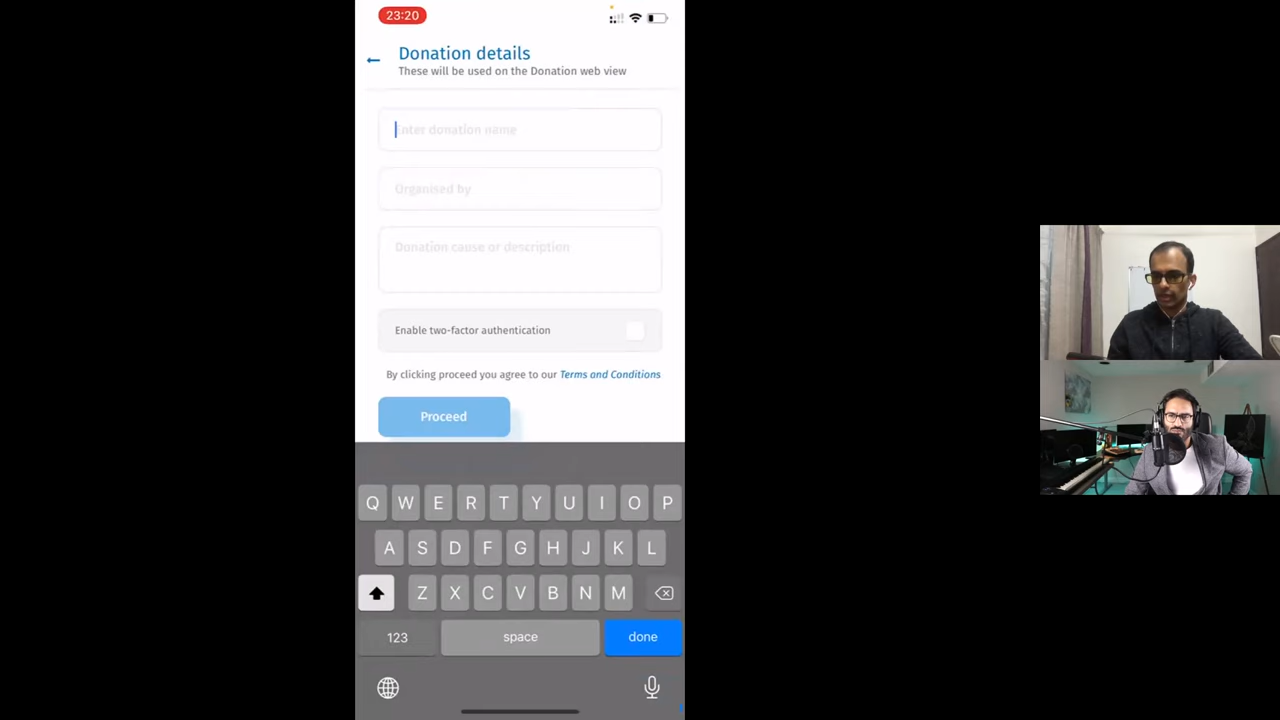 23:20
Donation details
These will be used on the Donation web view
Enter donation name
Organised by
Donation cause or description
Enable two-factor authentication
By clicking proceed you agree to our Terms and Conditions
Proceed
Q W E R T Y U I O P
A S D F G H J K L
Z X C V B N M
123 space done